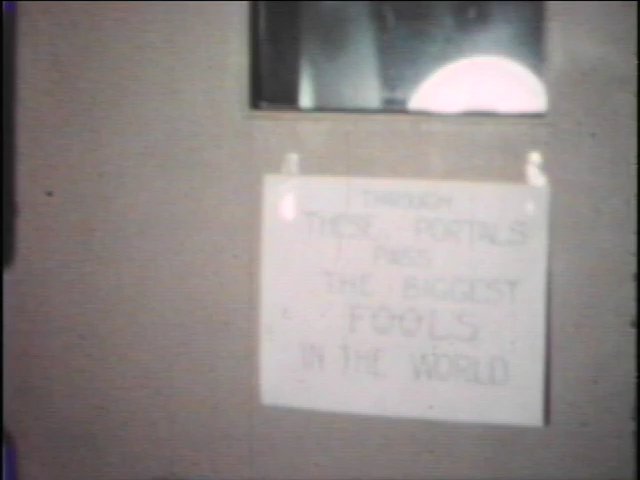 THROUGH
THESE PORTALS
PASS
THE BIGGEST
FOOLS
IN THE WORLD